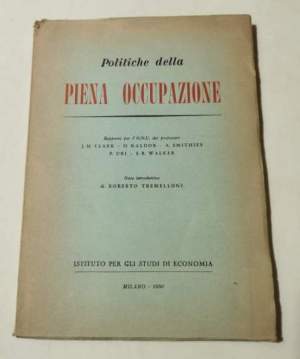 Politiche della
PIENA OCCUPAZIONE
Rapporto per l'O.N.U. dei professori
J. M. CLARK - N. KALDOR - A. SMITHIES
P. URI - E. R. WALKER
Nota introduttiva
di ROBERTO TREMELLONI
ISTITUTO PER GLI STUDI DI ECONOMIA
MILANO - 1950